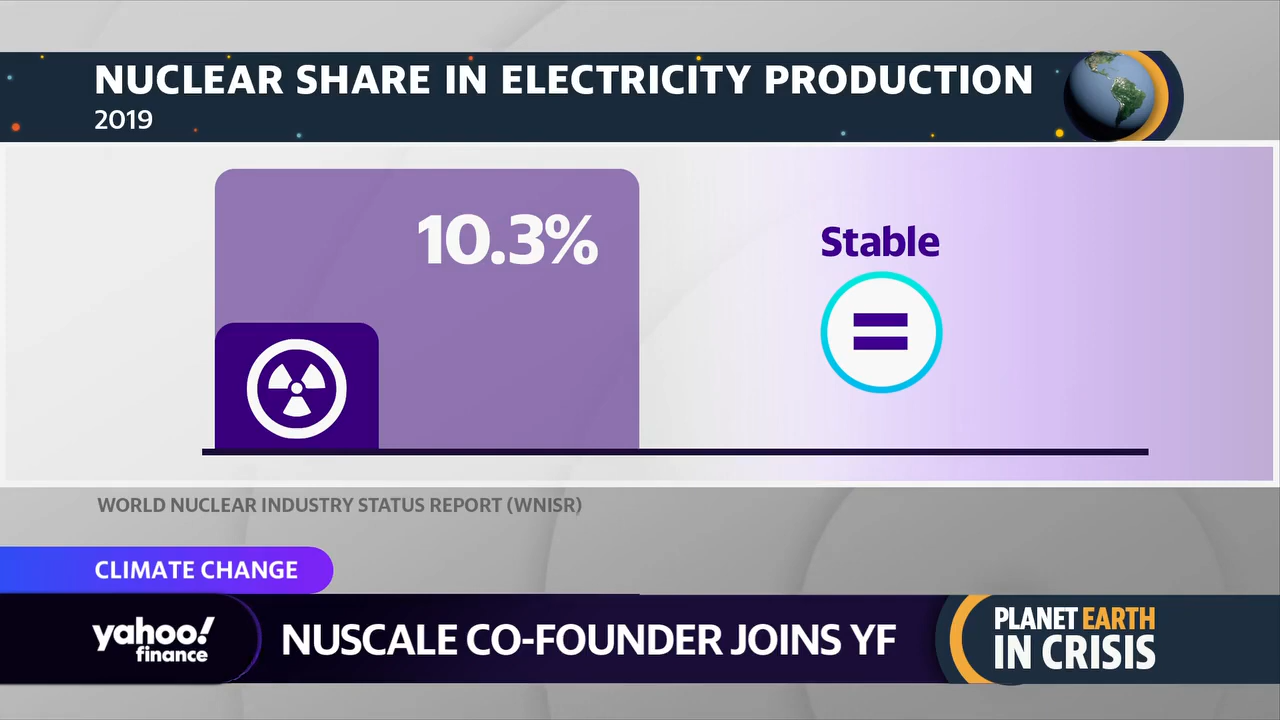 NUCLEAR SHARE IN ELECTRICITY PRODUCTION
2019
10.3%
Stable
WORLD NUCLEAR INDUSTRY STATUS REPORT (WNISR)
CLIMATE CHANGE
yahoo!
finance
NUSCALE CO-FOUNDER JOINS YF
PLANET EARTH
IN CRISIS